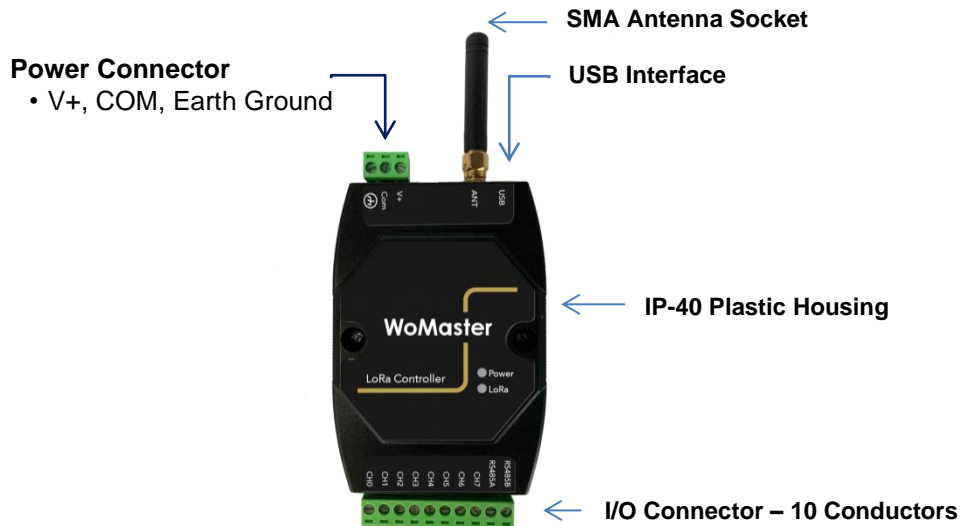 SMA Antenna Socket
Power Connector
• V+, COM, Earth Ground
USB Interface
Com
V+
ANT
USB
IP-40 Plastic Housing
WoMaster
LoRa Controller
Power
LoRa
CH0
CH1
CH2
CH3
CH4
CH5
CH6
CH7
RS485A
RS485B
I/O Connector – 10 Conductors